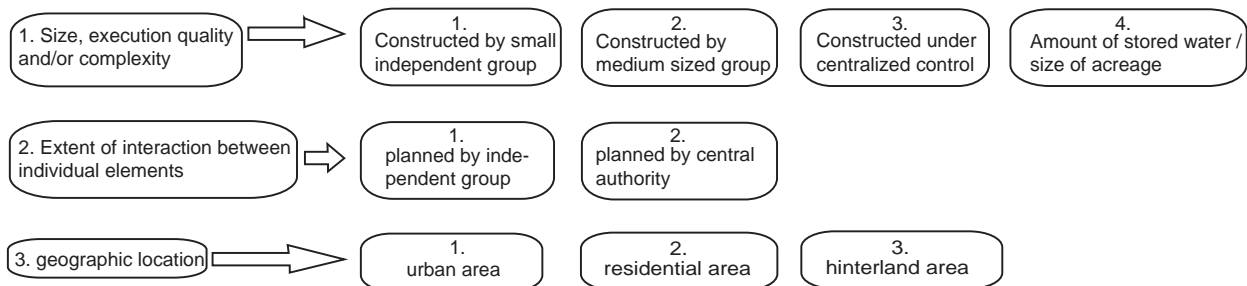 1. Size, execution quality
and/or complexity
1.
Constructed by small
independent group
2.
Constructed by
medium sized group
3.
Constructed under
centralized control
4.
Amount of stored water /
size of acreage
2. Extent of interaction between
individual elements
1.
planned by inde-
pendent group
2.
planned by central
authority
3. geographic location
1.
urban area
2.
residential area
3.
hinterland area